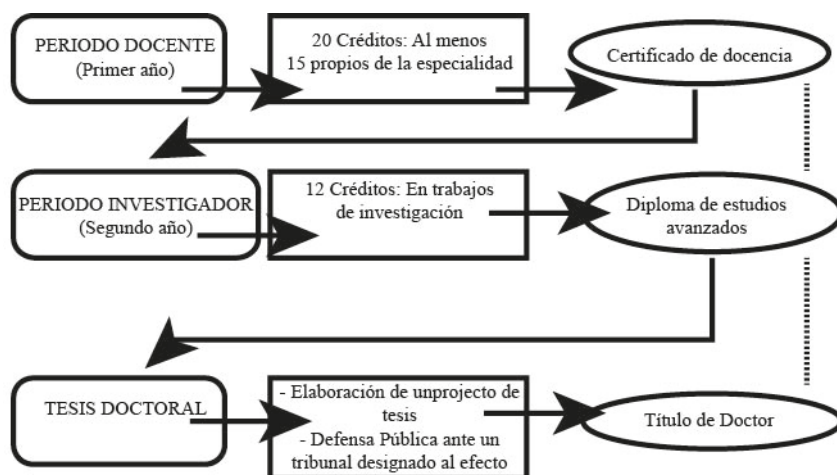 PERIODO DOCENTE
(Primer año)
20 Créditos: Al menos
15 propios de la especialidad
Certificado de docencia
PERIODO INVESTIGADOR
(Segundo año)
12 Créditos: En trabajos
de investigación
Diploma de estudios
avanzados
TESIS DOCTORAL
- Elaboración de unprojecto de
tesis
- Defensa Pública ante un
tribunal designado al efecto
Título de Doctor